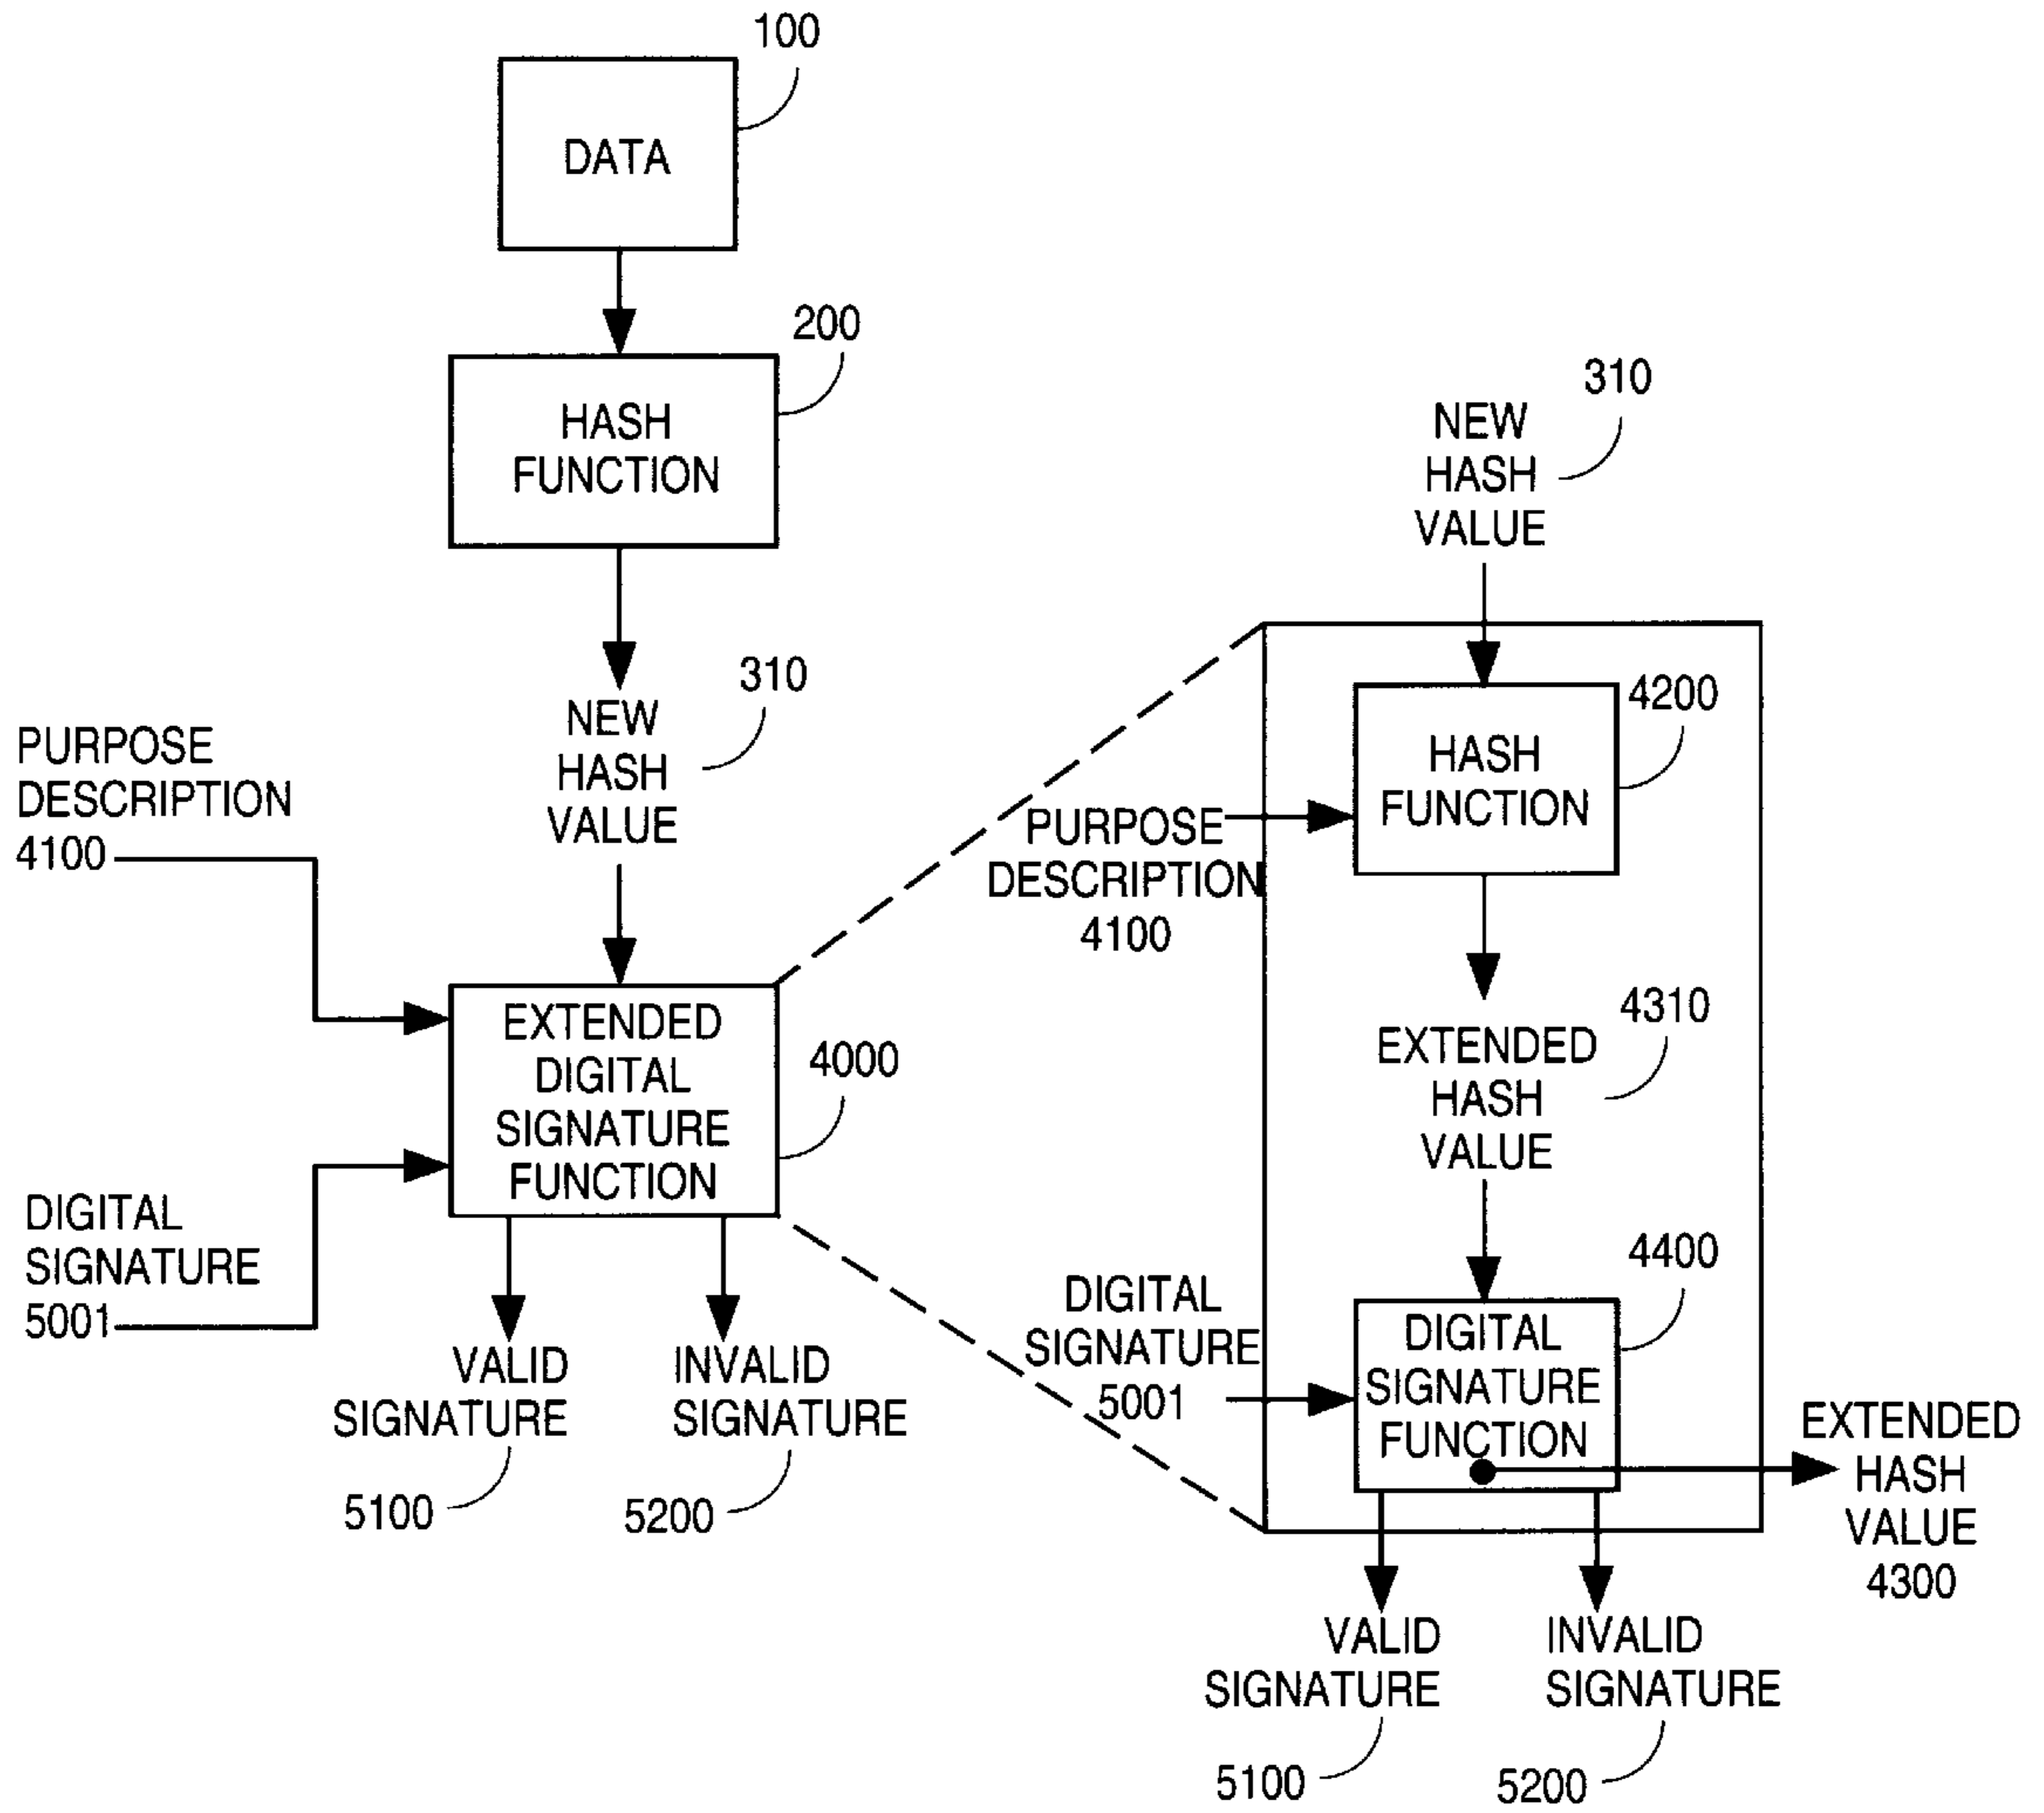 100
DATA
200
HASH
FUNCTION
310
NEW
HASH
VALUE
PURPOSE
DESCRIPTION
4100
EXTENDED
DIGITAL
SIGNATURE
FUNCTION
4000
DIGITAL
SIGNATURE
5001
VALID
SIGNATURE
5100
INVALID
SIGNATURE
5200
310
NEW
HASH
VALUE
4200
HASH
FUNCTION
PURPOSE
DESCRIPTION
4100
4310
EXTENDED
HASH
VALUE
4400
DIGITAL
SIGNATURE
FUNCTION
DIGITAL
SIGNATURE
5001
EXTENDED
HASH
VALUE
4300
VALID
SIGNATURE
5100
INVALID
SIGNATURE
5200